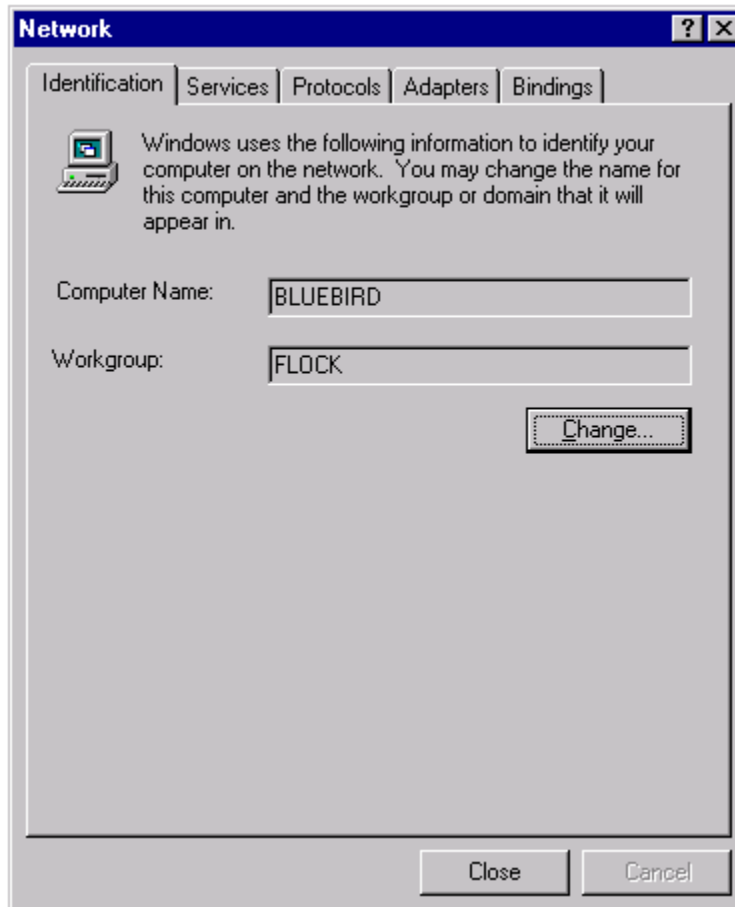 Network
Identification Services Protocols Adapters Bindings
Windows uses the following information to identify your
computer on the network. You may change the name for
this computer and the workgroup or domain that it will
appear in.
Computer Name: BLUEBIRD
Workgroup: FLOCK
Change...
Close Cancel